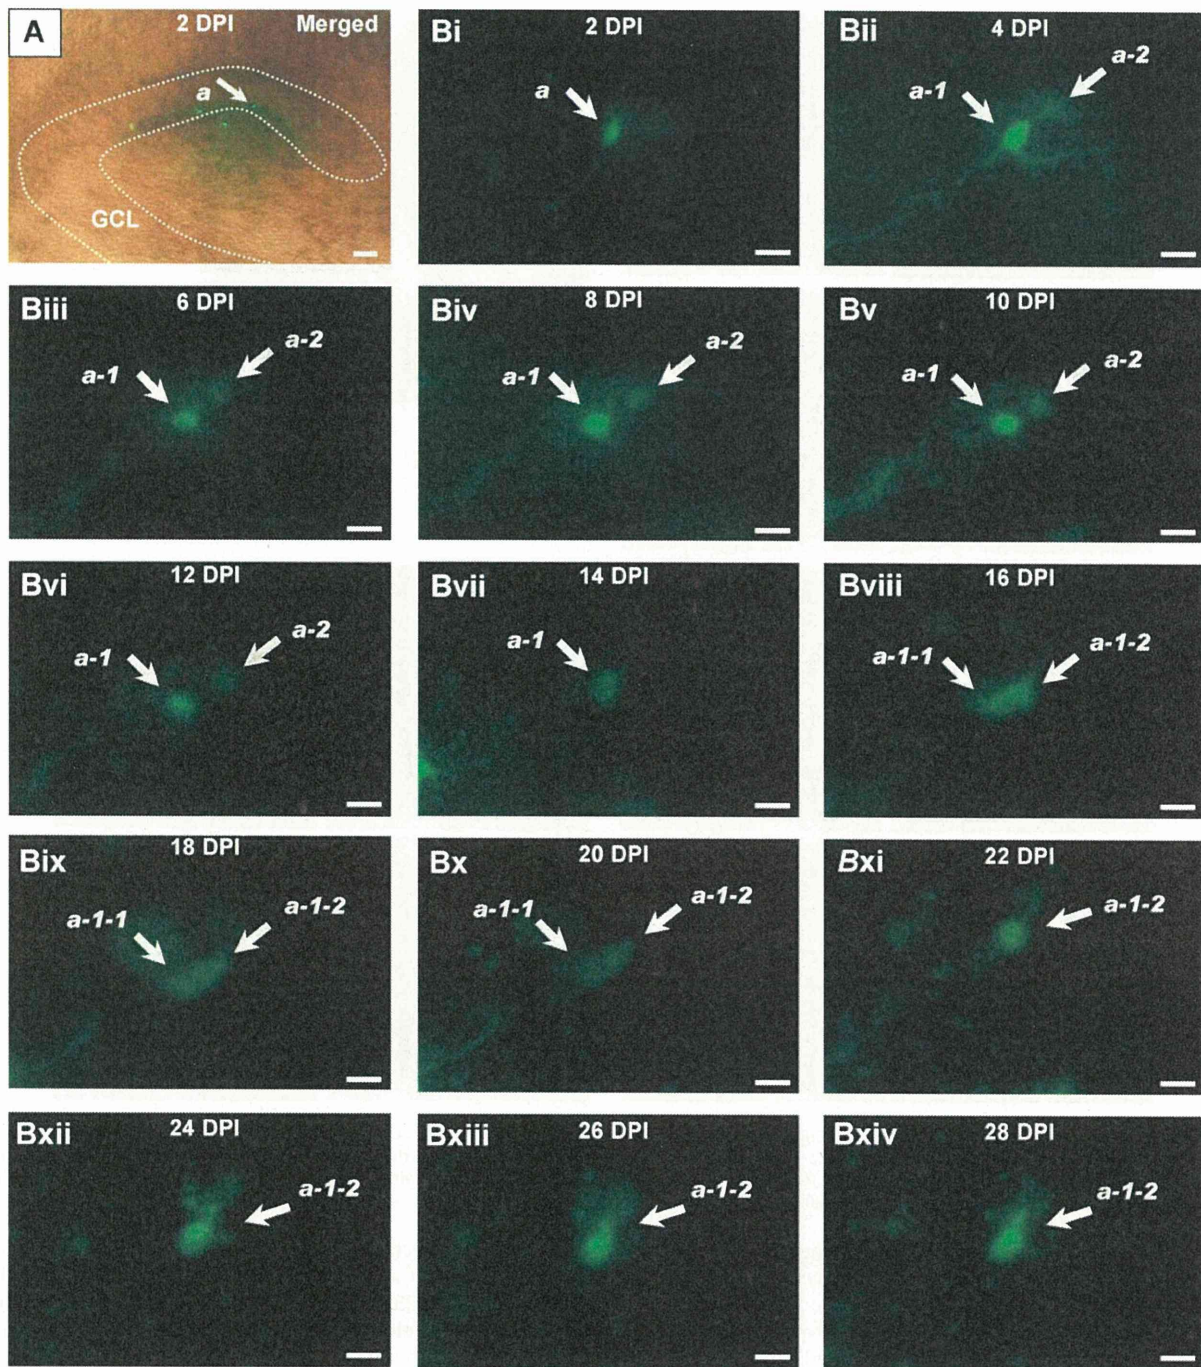 A
2 DPI
Merged
a
GCL
Bi
2 DPI
a
Bii
4 DPI
a-2
a-1
Biii
6 DPI
a-2
a-1
Biv
8 DPI
a-2
a-1
Bv
10 DPI
a-2
a-1
Bvi
12 DPI
a-2
a-1
Bvii
14 DPI
a-1
Bviii
16 DPI
a-1-1
a-1-2
Bix
18 DPI
a-1-1
a-1-2
Bx
20 DPI
a-1-1
a-1-2
Bxi
22 DPI
a-1-2
Bxii
24 DPI
a-1-2
Bxiii
26 DPI
a-1-2
Bxiv
28 DPI
a-1-2